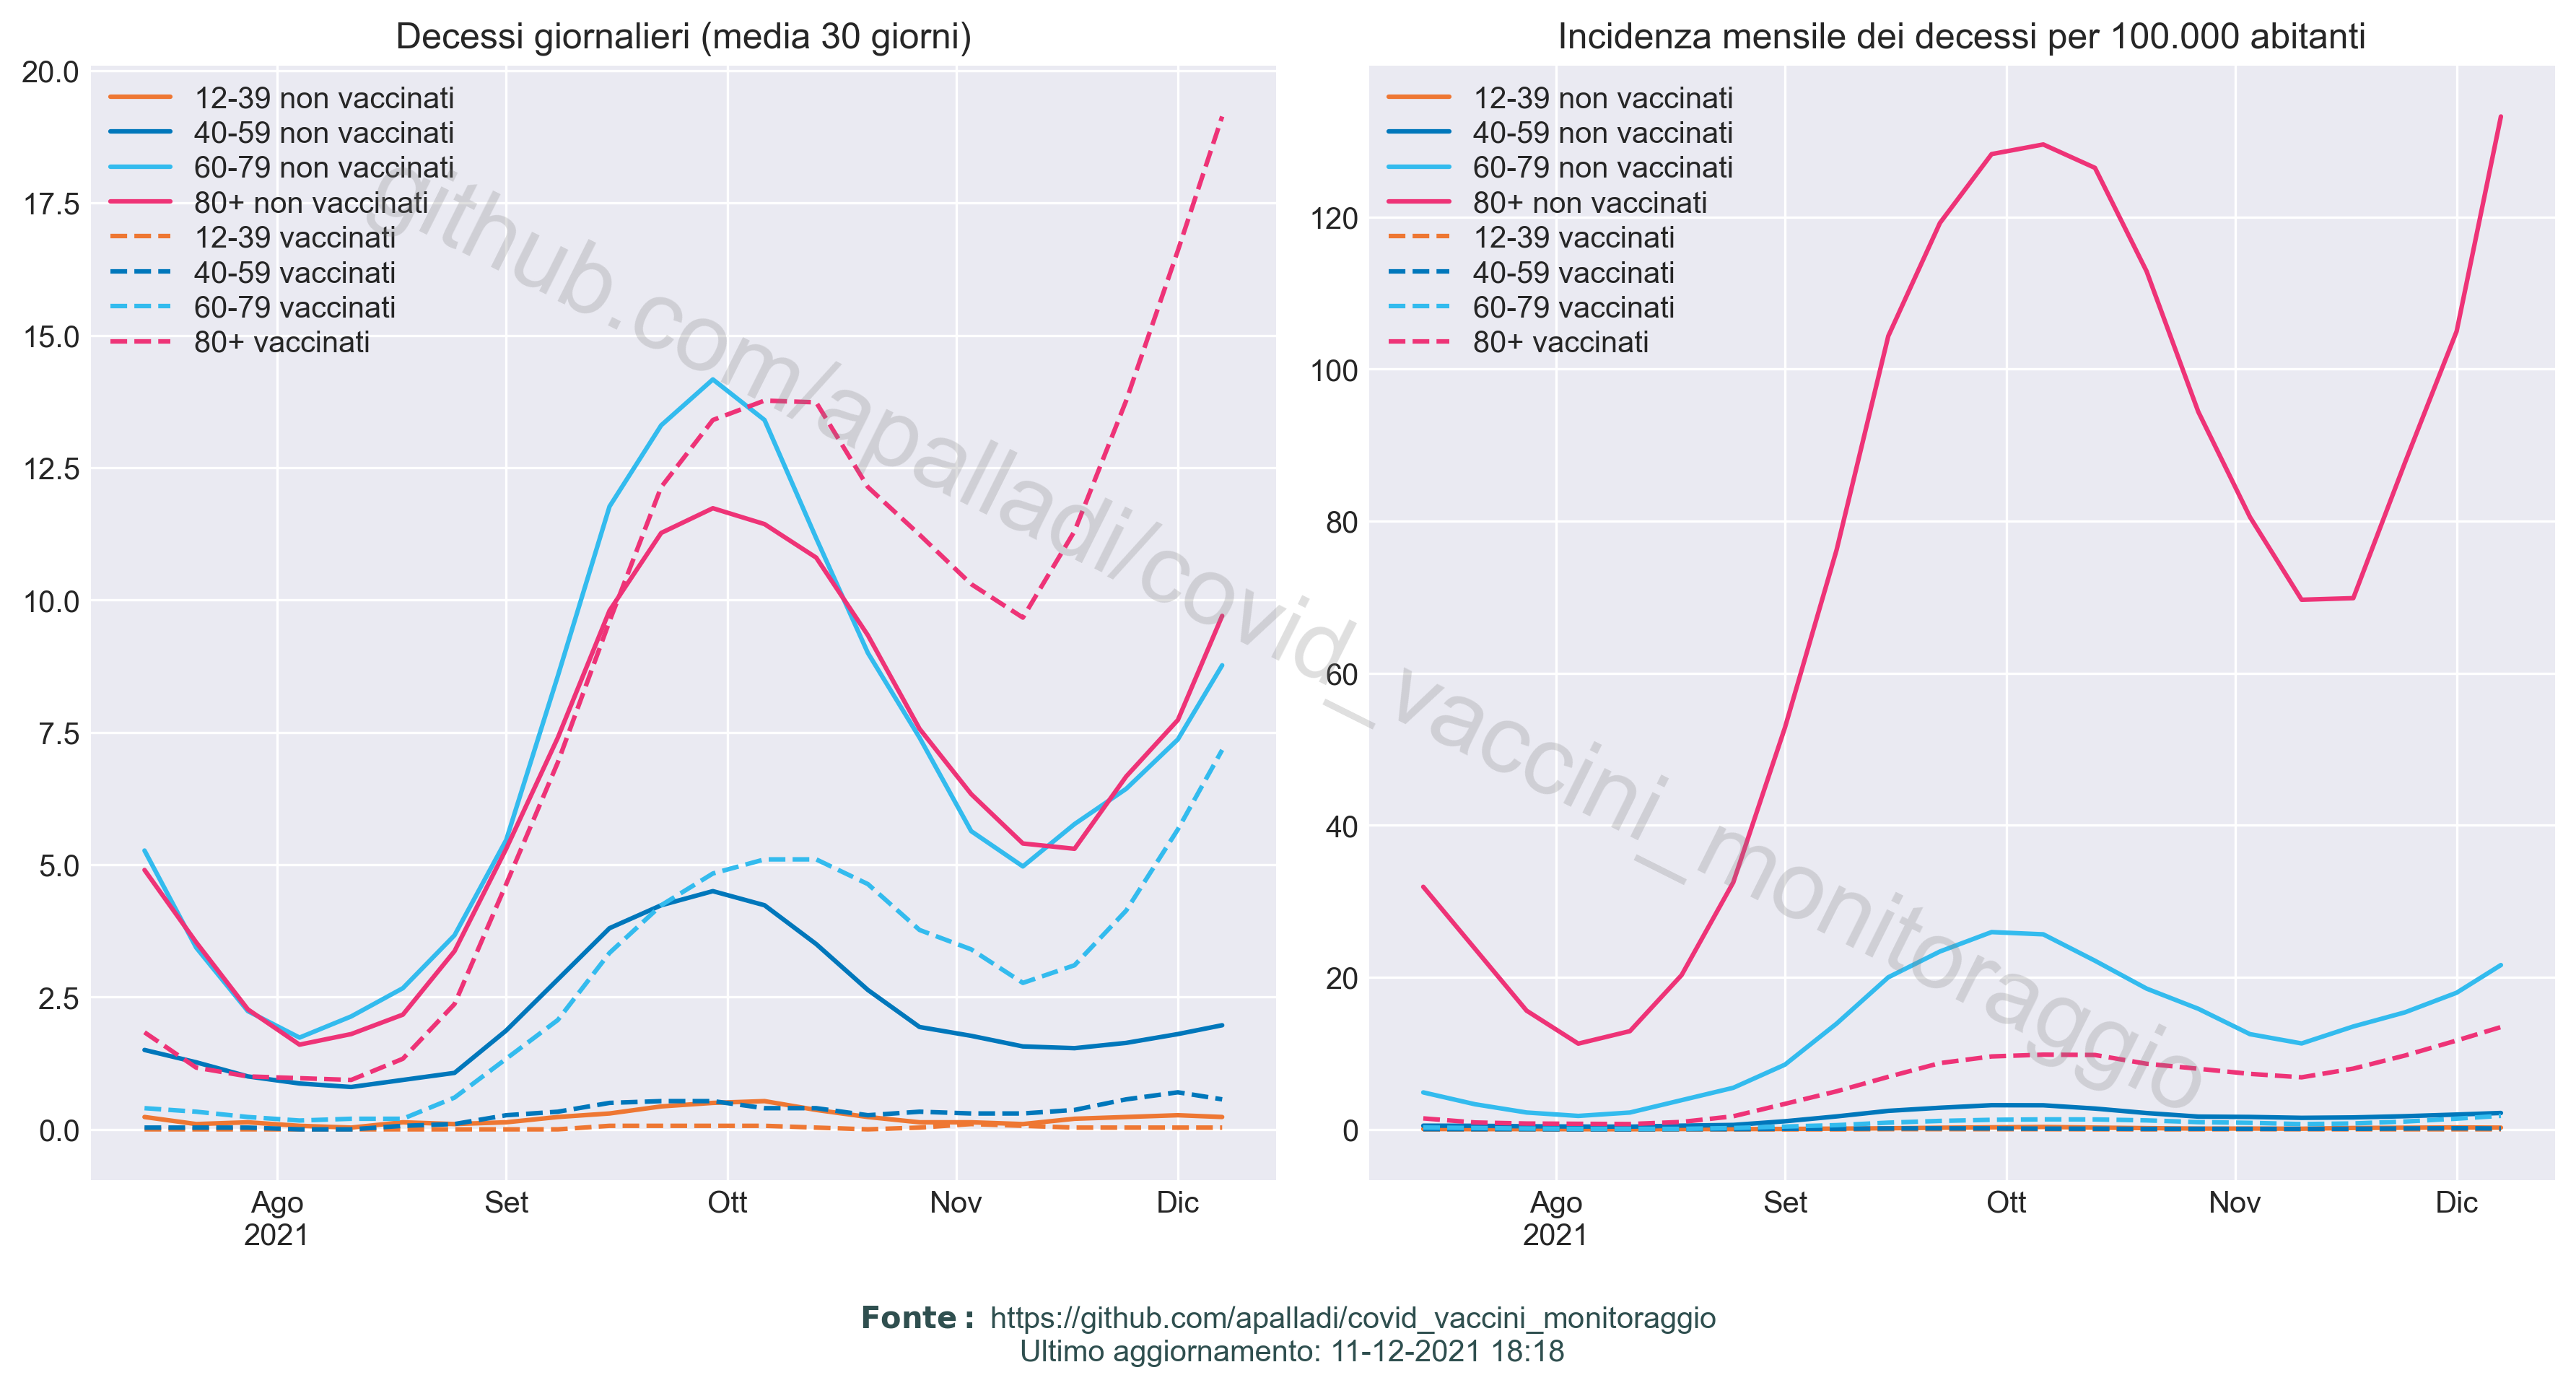 Decessi giornalieri (media 30 giorni)
20.0
17.5
15.0
12.5
10.0
7.5
5.0
2.5
0.0
12-39 non vaccinati
40-59 non vaccinati
60-79 non vaccinati
80+ non vaccinati
12-39 vaccinati
40-59 vaccinati
60-79 vaccinati
80+ vaccinati
Ago Set Ott Nov Dic
2021
Incidenza mensile dei decessi per 100.000 abitanti
120
100
80
60
40
20
0
12-39 non vaccinati
40-59 non vaccinati
60-79 non vaccinati
80+ non vaccinati
12-39 vaccinati
40-59 vaccinati
60-79 vaccinati
80+ vaccinati
Ago Set Ott Nov Dic
2021
github.com/apalladi/covid_vaccini_monitoraggio
Fonte: https://github.com/apalladi/covid_vaccini_monitoraggio
Ultimo aggiornamento: 11-12-2021 18:18